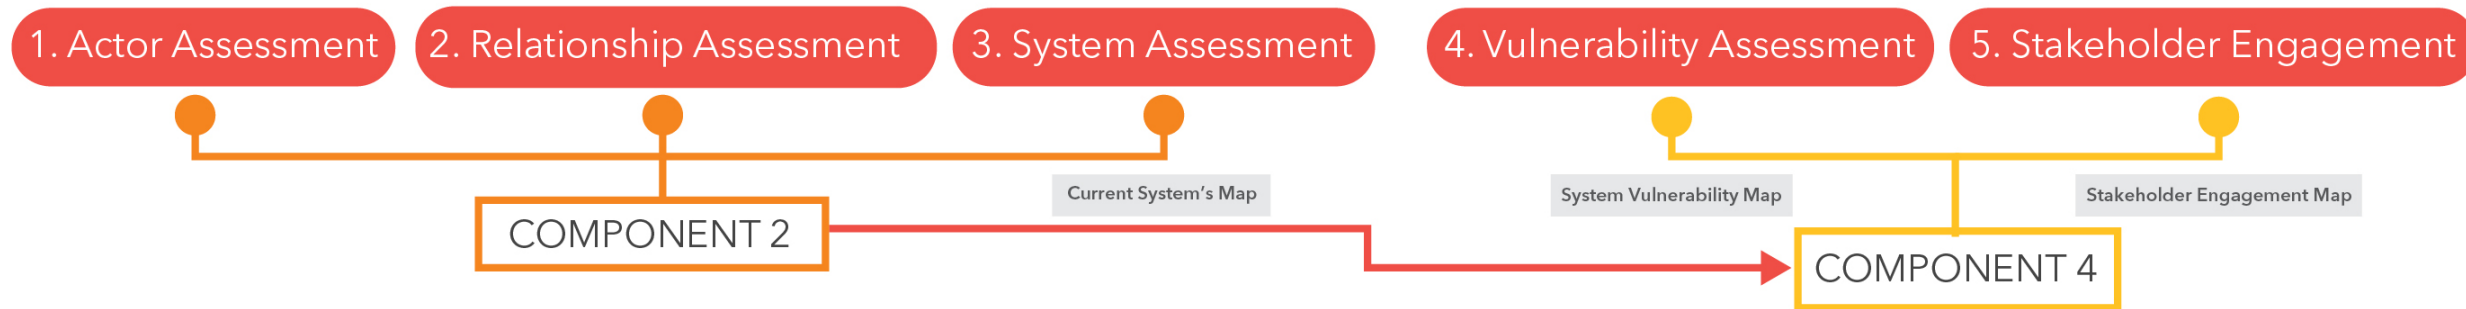 1. Actor Assessment
2. Relationship Assessment
3. System Assessment
4. Vulnerability Assessment
5. Stakeholder Engagement
Current System’s Map
System Vulnerability Map
Stakeholder Engagement Map
COMPONENT 2
COMPONENT 4